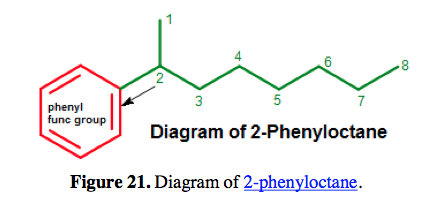 1
2
3
4
5
6
7
8
phenyl
func group
Diagram of 2-Phenyloctane
Figure 21. Diagram of 2-phenyloctane.